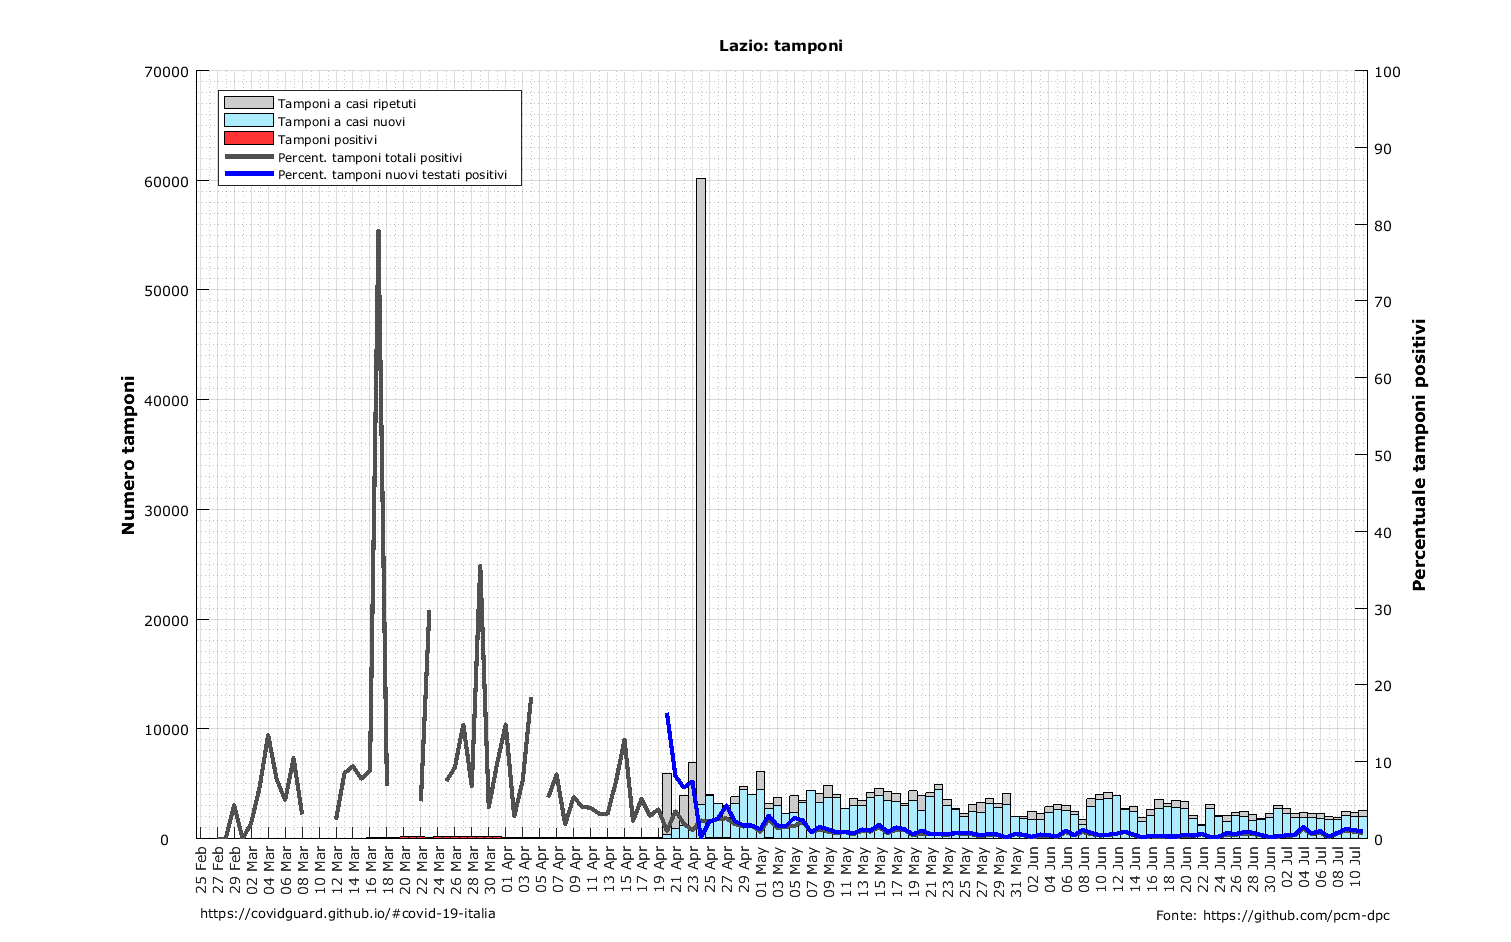 Lazio: tamponi
70000
60000
50000
40000
30000
20000
10000
0
100
90
80
70
60
50
40
30
20
10
0
Numero tamponi
Percentuale tamponi positivi
Tamponi a casi ripetuti
Tamponi a casi nuovi
Tamponi positivi
Percent. tamponi totali positivi
Percent. tamponi nuovi testati positivi
25 Feb
27 Feb
29 Feb
02 Mar
04 Mar
06 Mar
08 Mar
10 Mar
12 Mar
14 Mar
16 Mar
18 Mar
20 Mar
22 Mar
24 Mar
26 Mar
28 Mar
30 Mar
01 Apr
03 Apr
05 Apr
07 Apr
09 Apr
11 Apr
13 Apr
15 Apr
17 Apr
19 Apr
21 Apr
23 Apr
25 Apr
27 Apr
29 Apr
01 May
03 May
05 May
07 May
09 May
11 May
13 May
15 May
17 May
19 May
21 May
23 May
25 May
27 May
29 May
31 May
02 Jun
04 Jun
06 Jun
08 Jun
10 Jun
12 Jun
14 Jun
16 Jun
18 Jun
20 Jun
22 Jun
24 Jun
26 Jun
28 Jun
30 Jun
02 Jul
04 Jul
06 Jul
08 Jul
10 Jul
https://covidguard.github.io/#covid-19-italia
Fonte: https://github.com/pcm-dpc